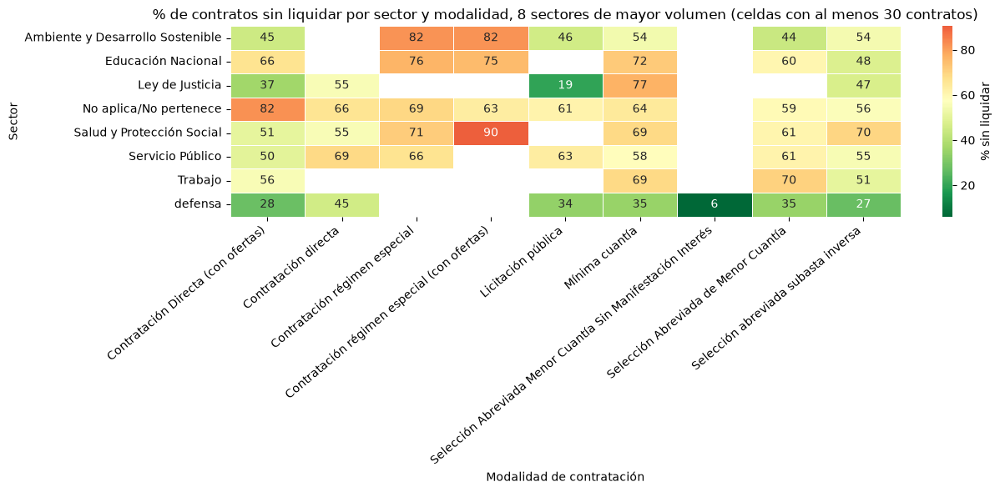 % de contratos sin liquidar por sector y modalidad, 8 sectores de mayor volumen (celdas con al menos 30 contratos)
Sector
Ambiente y Desarrollo Sostenible 45 82 82 46 54 44 54
Educación Nacional 66 76 75 72 60 48
Ley de Justicia 37 55 19 77 47
No aplica/No pertenece 82 66 69 63 61 64 59 56
Salud y Protección Social 51 55 71 90 69 61 70
Servicio Público 50 69 66 63 58 61 55
Trabajo 56 69 70 51
defensa 28 45 34 35 6 35 27
Contratación Directa (con ofertas)
Contratación directa
Contratación régimen especial
Contratación régimen especial (con ofertas)
Licitación pública
Mínima cuantía
Selección Abreviada Menor Cuantía Sin Manifestación Interés
Selección Abreviada de Menor Cuantía
Selección abreviada subasta inversa
Modalidad de contratación
80
60
40
20
% sin liquidar